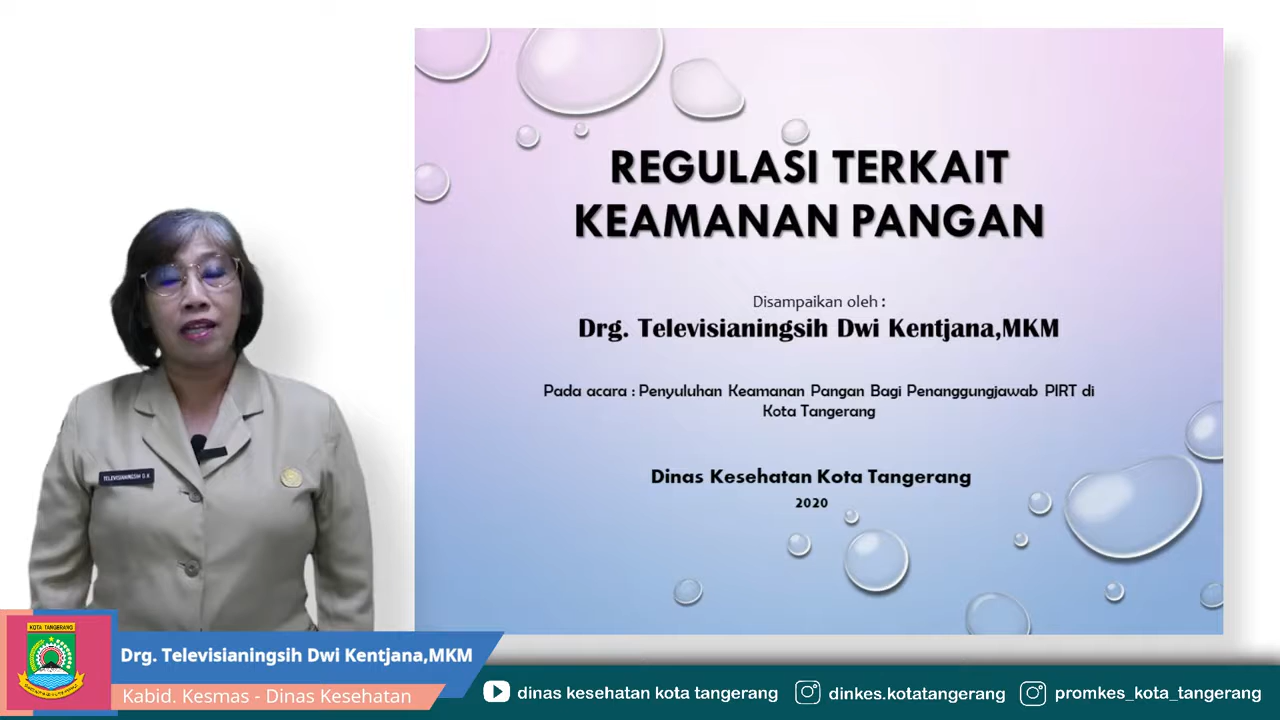 REGULASI TERKAIT
KEAMANAN PANGAN
Disampaikan oleh :
Drg. Televisianingsih Dwi Kentjana,MKM
Pada acara : Penyuluhan Keamanan Pangan Bagi Penanggungjawab PIRT di
Kota Tangerang
Dinas Kesehatan Kota Tangerang
2020
TELEVISIANINGSIH D.K
KOTA TANGERANG
Drg. Televisianingsih Dwi Kentjana,MKM
Kabid. Kesmas - Dinas Kesehatan
dinas kesehatan kota tangerang
dinkes.kotatangerang
promkes_kota_tangerang